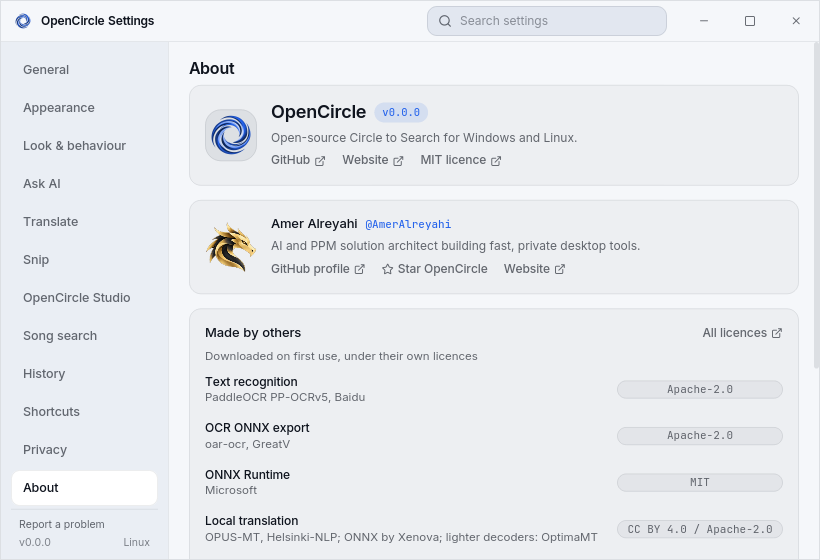 OpenCircle Settings
Search settings
General
Appearance
Look & behaviour
Ask AI
Translate
Snip
OpenCircle Studio
Song search
History
Shortcuts
Privacy
About
Report a problem
v0.0.0 Linux
About
OpenCircle v0.0.0
Open-source Circle to Search for Windows and Linux.
GitHub Website MIT licence
Amer Alreyahi @AmerAlreyahi
AI and PPM solution architect building fast, private desktop tools.
GitHub profile Star OpenCircle Website
Made by others All licences
Downloaded on first use, under their own licences
Text recognition
PaddleOCR PP-OCRv5, Baidu
Apache-2.0
OCR ONNX export
oar-ocr, GreatV
Apache-2.0
ONNX Runtime
Microsoft
MIT
Local translation
OPUS-MT, Helsinki-NLP; ONNX by Xenova; lighter decoders: OptimaMT
CC BY 4.0 / Apache-2.0